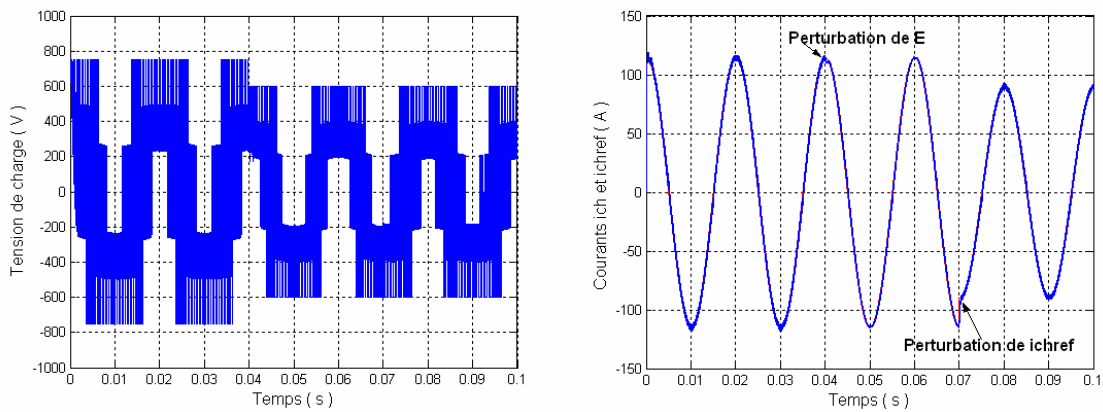 1000
800
600
400
200
0
-200
-400
-600
-800
-1000
Tension de charge ( V )
0 0.01 0.02 0.03 0.04 0.05 0.06 0.07 0.08 0.09 0.1
Temps ( s )
150
100
50
0
-50
-100
-150
Courants ich et ichref ( A )
Perturbation de E
Perturbation de ichref
0 0.01 0.02 0.03 0.04 0.05 0.06 0.07 0.08 0.09 0.1
Temps ( s )